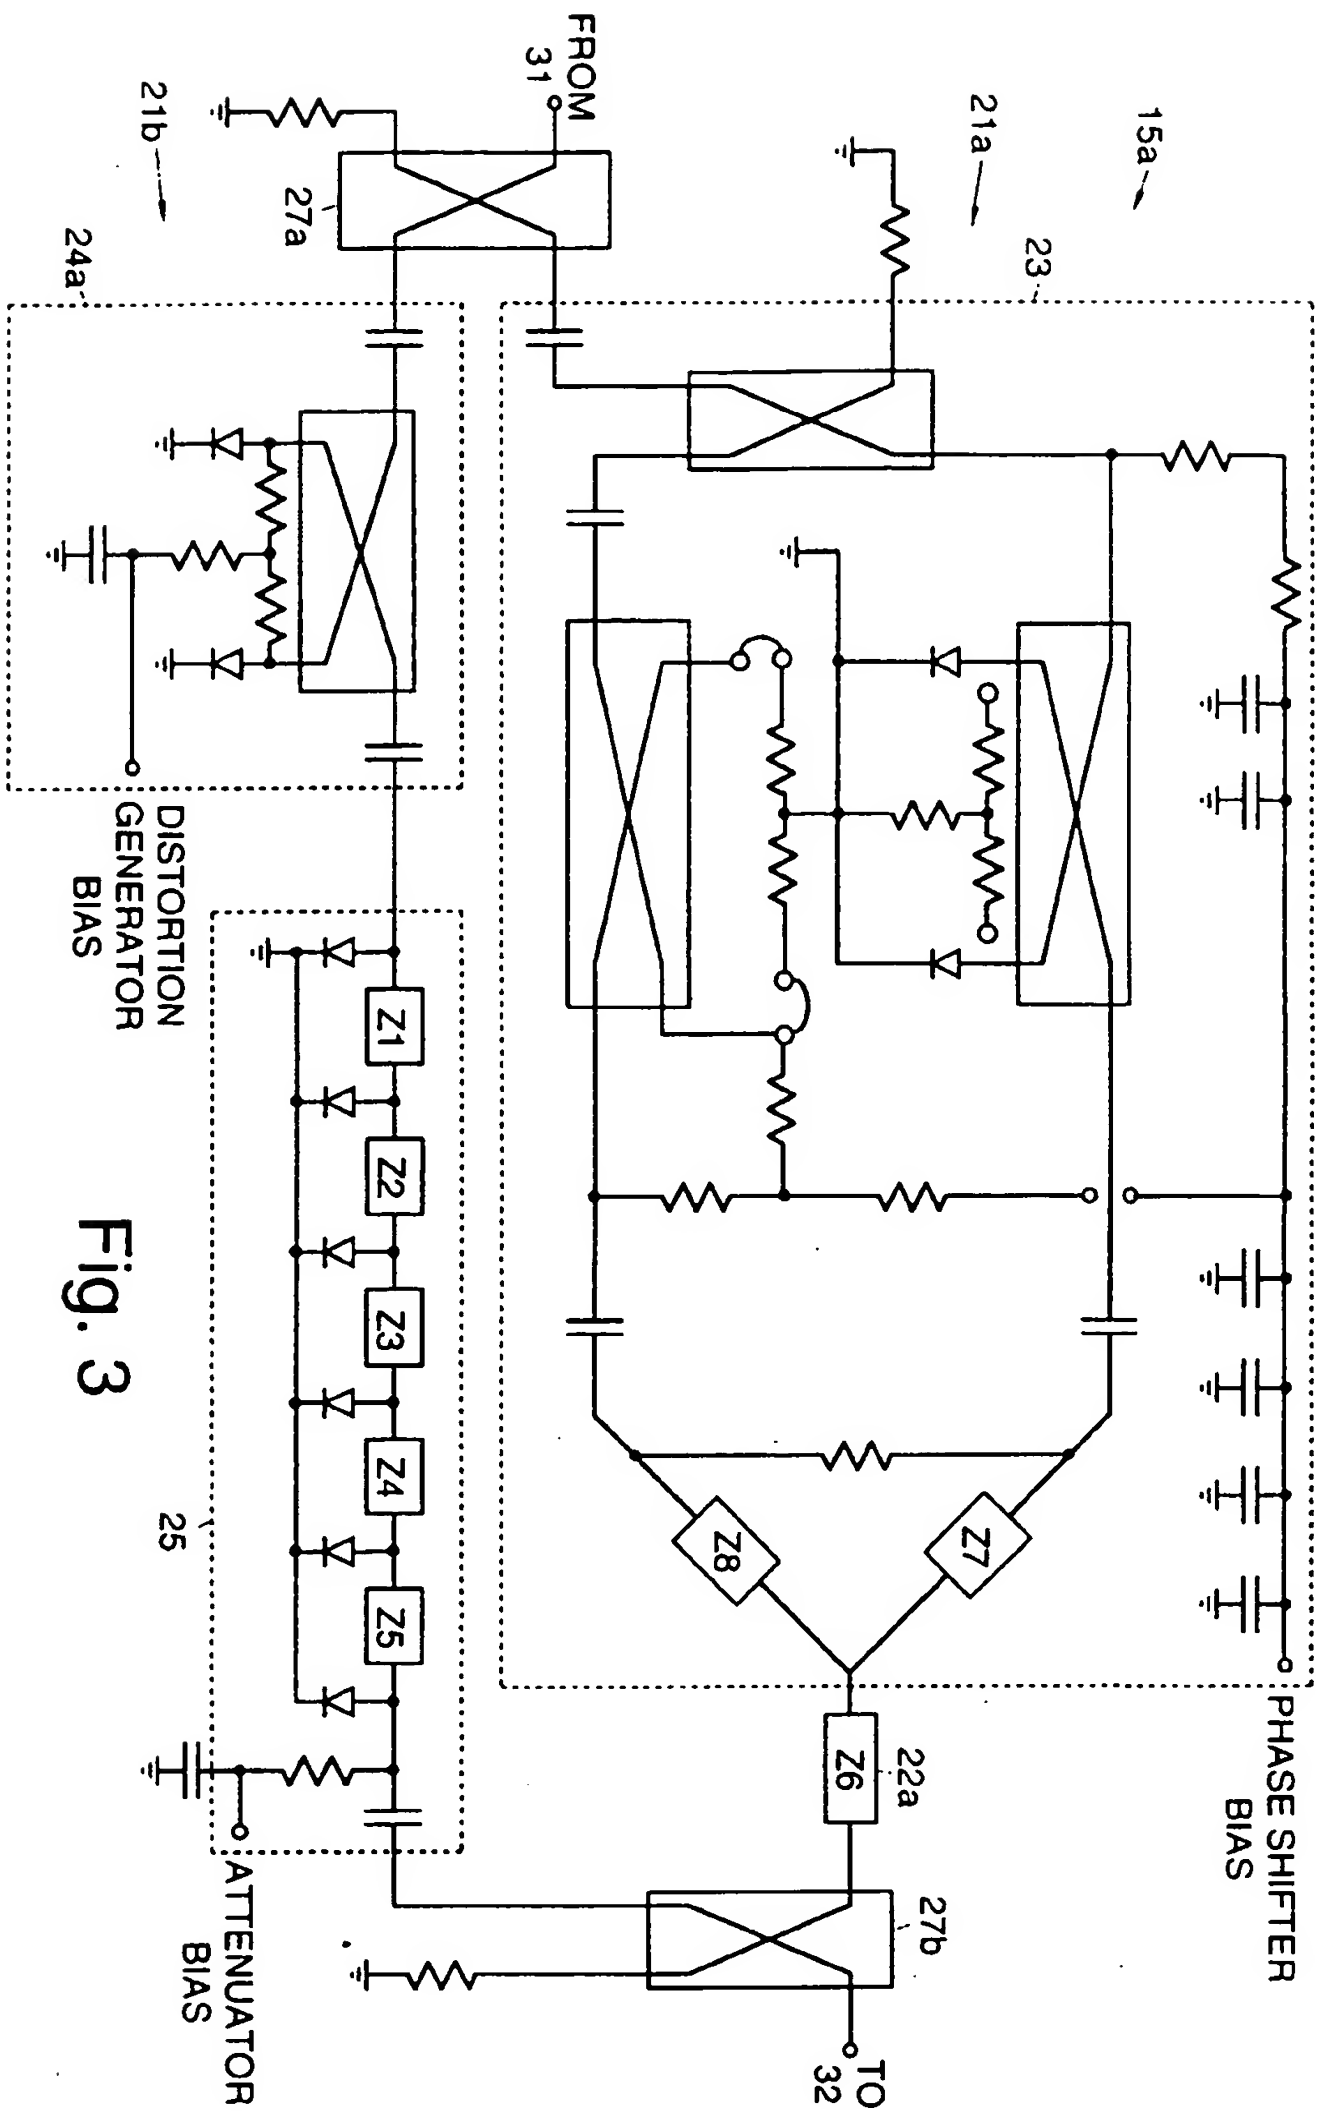 15a
21a
23
PHASE SHIFTER
BIAS
FROM
31
27a
Z7
Z8
22a
Z6
27b
TO
32
21b
24a
DISTORTION
GENERATOR
BIAS
Z1
Z2
Z3
Z4
Z5
25
ATTENUATOR
BIAS
Fig. 3